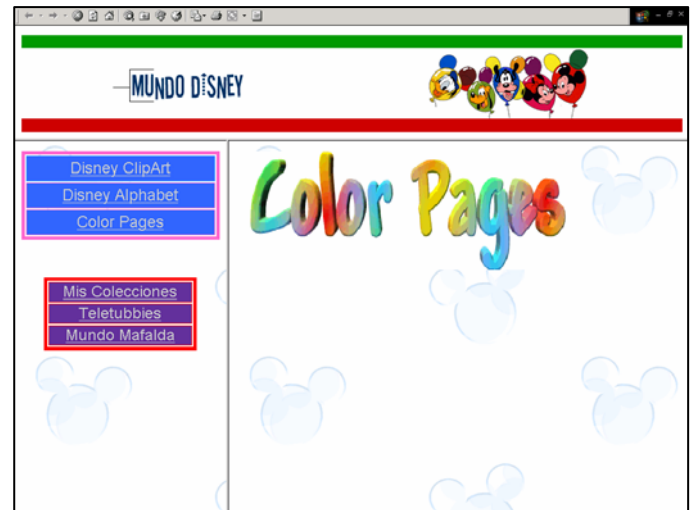 MUNDO DISNEY
Disney ClipArt
Disney Alphabet
Color Pages
Mis Colecciones
Teletubbies
Mundo Mafalda
Color Pages